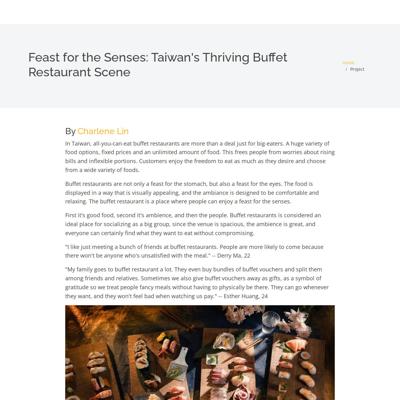 Feast for the Senses: Taiwan's Thriving Buffet
Restaurant Scene
Home
/ Project
By Charlene Lin
In Taiwan, all-you-can-eat buffet restaurants are more than a deal just for big-eaters. A huge variety of
food options, fixed prices and an unlimited amount of food. This frees people from worries about rising
bills and inflexible portions. Customers enjoy the freedom to eat as much as they desire and choose
from a wide variety of foods.
Buffet restaurants are not only a feast for the stomach, but also a feast for the eyes. The food is
displayed in a way that is visually appealing, and the ambiance is designed to be comfortable and
relaxing. The buffet restaurant is a place where people can enjoy a feast for the senses.
First it's good food, second it's ambience, and then the people. Buffet restaurants is considered an
ideal place for socializing as a big group, since the venue is spacious, the ambience is great, and
everyone can certainly find what they want to eat without compromising.
"I like just meeting a bunch of friends at buffet restaurants. People are more likely to come because
there won't be anyone who's unsatisfied with the meal." -- Derry Ma, 22
"My family goes to buffet restaurant a lot. They even buy bundles of buffet vouchers and split them
among friends and relatives. Sometimes we also give buffet vouchers away as gifts, as a symbol of
gratitude so we treat people fancy meals without having to physically be there. They can go whenever
they want, and they won't feel bad when watching us pay." -- Esther Huang, 24